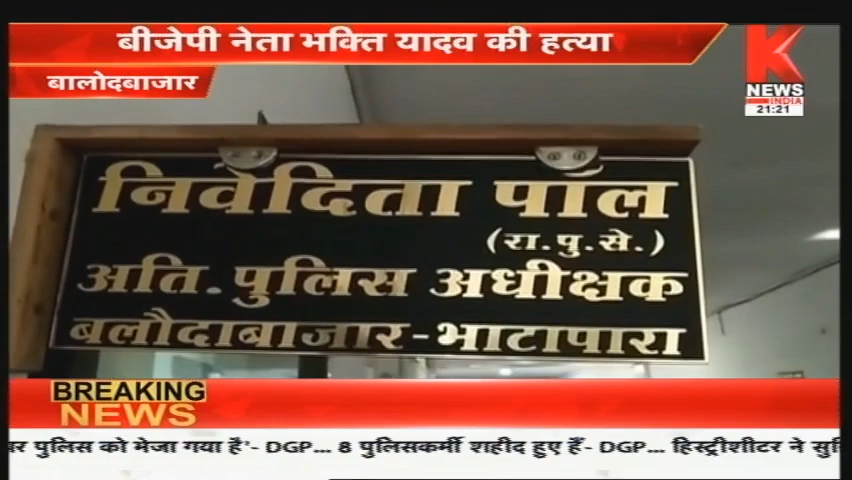 बीजेपी नेता भक्ति यादव की हत्या
बालोदबाजार
K
NEWS
INDIA
21:21
निवेदिता पॉल
(रा.पु.से.)
अति. पुलिस अधीक्षक
बलौदाबाजार-भाटापारा
BREAKING
NEWS
पुलिस को मेजा गया है'- DGP... 8 पुलिसकर्मी शहीद हुए हैं- DGP... हिस्ट्रीशीटर ने